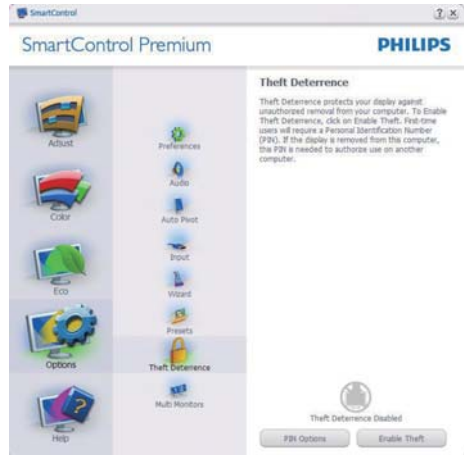 SmartControl
SmartControl Premium
PHILIPS
Adjust
Color
Eco
Options
Help
Preferences
Audio
Auto Pivot
Input
Wizard
Presets
Theft Deterrence
Multi Monitors
Theft Deterrence
Theft Deterrence protects your display against
unauthorized removal from your computer. To Enable
Theft Deterrence, click on Enable Theft. First-time
users will require a Personal Identification Number
(PIN). If the display is removed from this computer,
this PIN is needed to authorize use on another
computer.
Theft Deterrence Disabled
PIN Options
Enable Theft